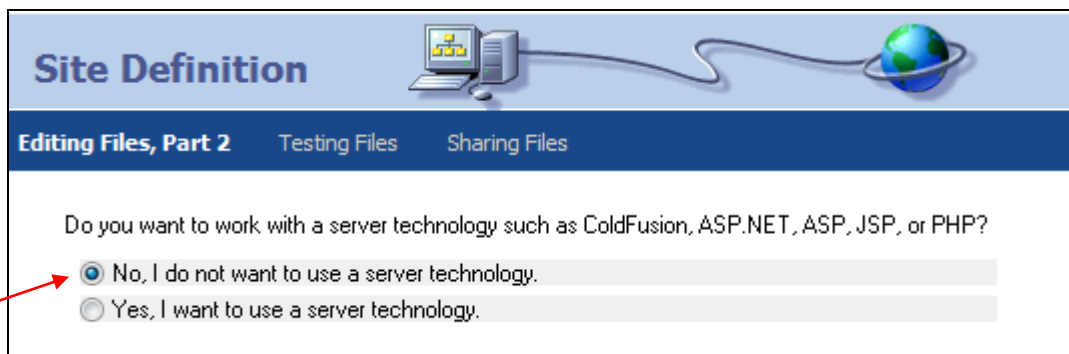 Site Definition
Editing Files, Part 2 Testing Files Sharing Files
Do you want to work with a server technology such as ColdFusion, ASP.NET, ASP, JSP, or PHP?
No, I do not want to use a server technology.
Yes, I want to use a server technology.